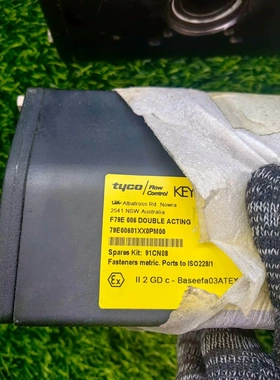 tyco Flow Control KEY
Albatross Rd Nowra
2541 NSW Australia
F79E 006 DOUBLE ACTING
79E00601XX0PM00
Spares Kit: 91CN08
Fasteners metric. Ports to ISO228/1
Ex II 2 GD c - Baseefa03ATEX